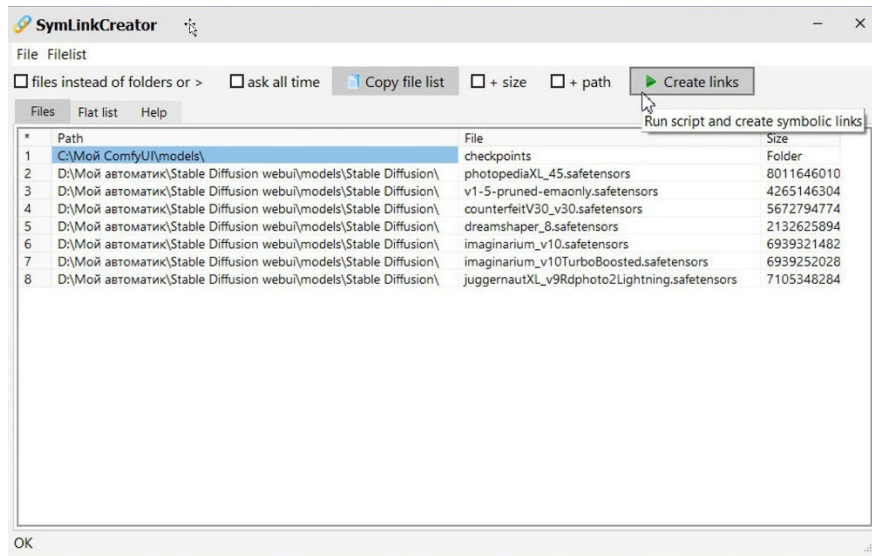 SymLinkCreator
File Filelist
files instead of folders or > ask all time Copy file list + size + path Create links
Files Flat list Help
Run script and create symbolic links
* Path File Size
1 C:\Мой ComfyUI\models\ checkpoints Folder
2 D:\Мой автоматик\Stable Diffusion webui\models\Stable Diffusion\ photopediaXL_45.safetensors 8011646010
3 D:\Мой автоматик\Stable Diffusion webui\models\Stable Diffusion\ v1-5-pruned-emaonly.safetensors 4265146304
4 D:\Мой автоматик\Stable Diffusion webui\models\Stable Diffusion\ counterfeitV30_v30.safetensors 5672794774
5 D:\Мой автоматик\Stable Diffusion webui\models\Stable Diffusion\ dreamshaper_8.safetensors 2132625894
6 D:\Мой автоматик\Stable Diffusion webui\models\Stable Diffusion\ imaginarium_v10.safetensors 6939321482
7 D:\Мой автоматик\Stable Diffusion webui\models\Stable Diffusion\ imaginarium_v10TurboBoosted.safetensors 6939252028
8 D:\Мой автоматик\Stable Diffusion webui\models\Stable Diffusion\ juggernautXL_v9Rdphoto2Lightning.safetensors 7105348284
OK